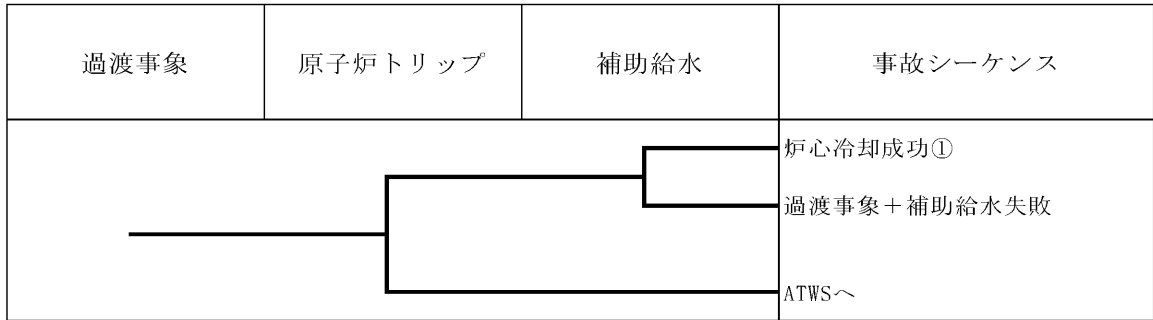 過渡事象
原子炉トリップ
補助給水
事故シーケンス
炉心冷却成功①
過渡事象＋補助給水失敗
ATWSへ